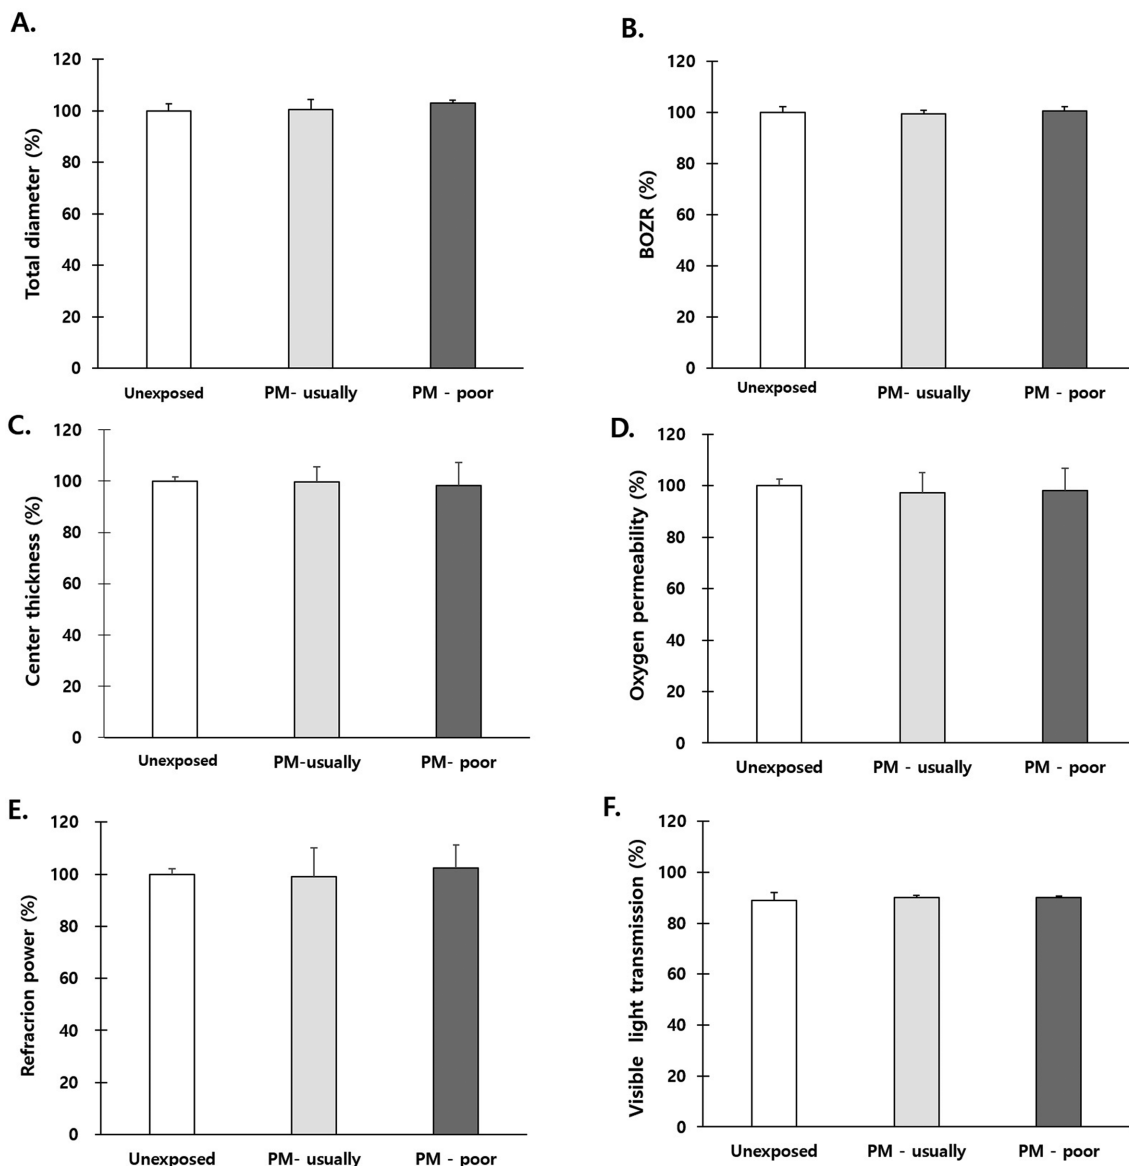 A.
Total diameter (%)
120
100
80
60
40
20
0
Unexposed PM- usually PM - poor
B.
BOZR (%)
120
100
80
60
40
20
0
Unexposed PM - usually PM - poor
C.
Center thickness (%)
120
100
80
60
40
20
0
Unexposed PM-usually PM- poor
D.
Oxygen permeability (%)
120
100
80
60
40
20
0
Unexposed PM - usually PM - poor
E.
Refracrion power (%)
120
100
80
60
40
20
0
Unexposed PM- usually PM - poor
F.
Visible light transmission (%)
120
100
80
60
40
20
0
Unexposed PM - usually PM - poor